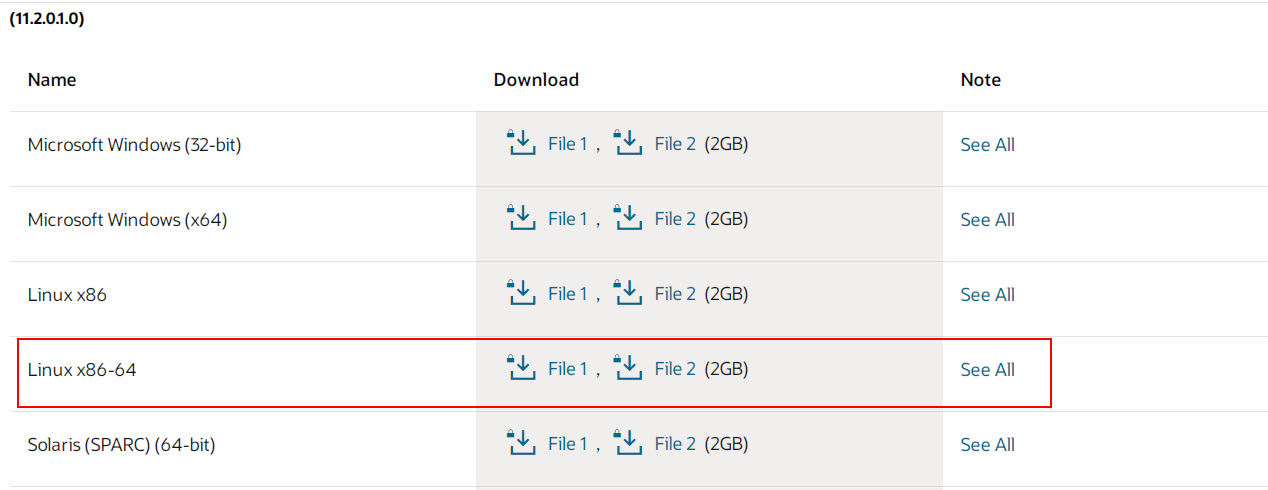 (11.2.0.1.0)
Name Download Note
Microsoft Windows (32-bit) File 1 , File 2 (2GB) See All
Microsoft Windows (x64) File 1 , File 2 (2GB) See All
Linux x86 File 1 , File 2 (2GB) See All
Linux x86-64 File 1 , File 2 (2GB) See All
Solaris (SPARC) (64-bit) File 1 , File 2 (2GB) See All